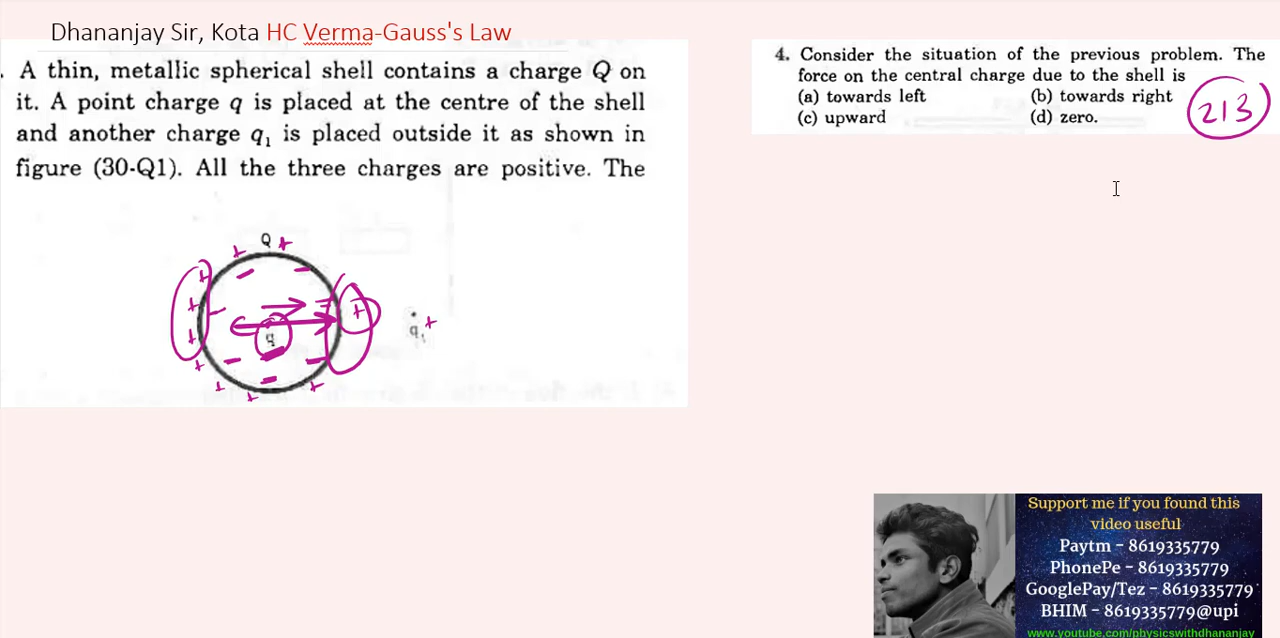 Dhananjay Sir, Kota HC Verma-Gauss's Law
. A thin, metallic spherical shell contains a charge Q on
it. A point charge q is placed at the centre of the shell
and another charge q₁ is placed outside it as shown in
figure (30-Q1). All the three charges are positive. The
Q
q
q₁
4. Consider the situation of the previous problem. The
force on the central charge due to the shell is
(a) towards left (b) towards right
(c) upward (d) zero.
213
Support me if you found this
video useful
Paytm - 8619335779
PhonePe - 8619335779
GooglePay/Tez - 8619335779
BHIM - 8619335779@upi
www.youtube.com/physicswithdhananjay